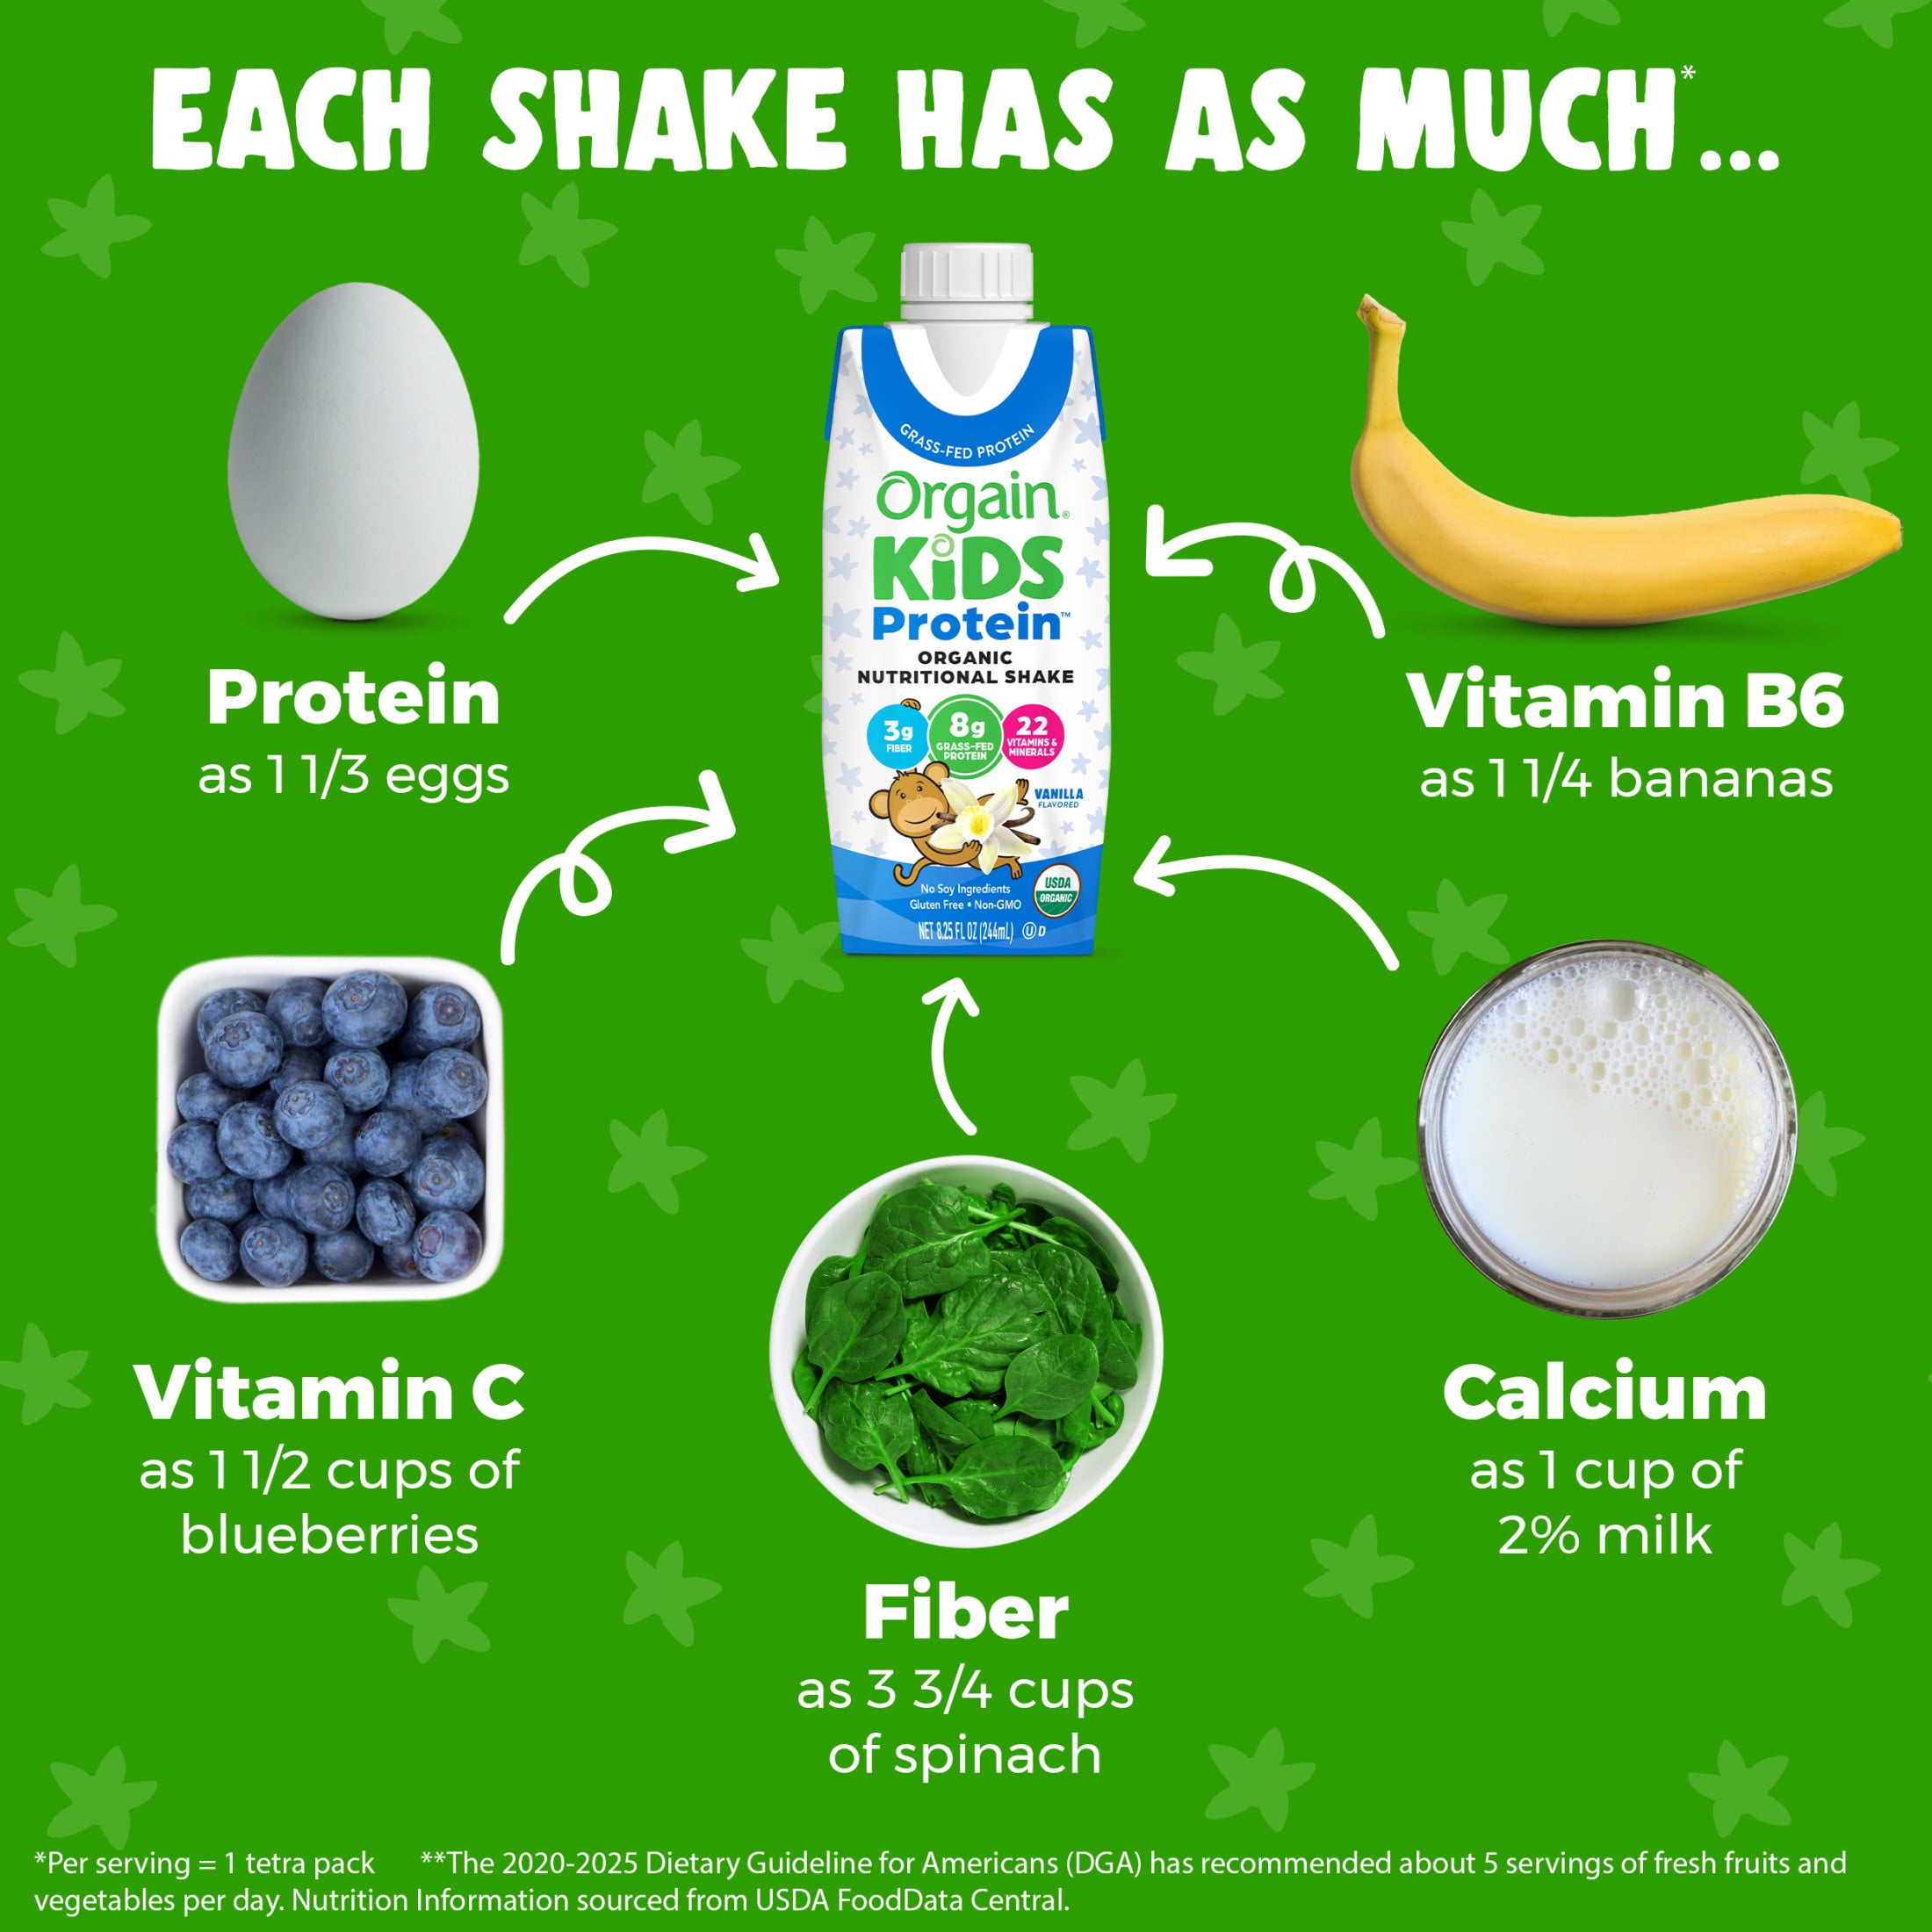 EACH SHAKE HAS AS MUCH*...
GRASS-FED PROTEIN
Orgain®
KiDS
Protein™
ORGANIC
NUTRITIONAL SHAKE
3g
FIBER
8g
GRASS-FED
PROTEIN
22
VITAMINS &
MINERALS
VANILLA
FLAVORED
No Soy Ingredients
Gluten Free • Non-GMO
USDA
ORGANIC
NET 8.25 FL OZ (244mL) Ⓤ D
Protein
as 1 1/3 eggs
Vitamin B6
as 1 1/4 bananas
Vitamin C
as 1 1/2 cups of
blueberries
Calcium
as 1 cup of
2% milk
Fiber
as 3 3/4 cups
of spinach
*Per serving = 1 tetra pack **The 2020-2025 Dietary Guideline for Americans (DGA) has recommended about 5 servings of fresh fruits and
vegetables per day. Nutrition Information sourced from USDA FoodData Central.